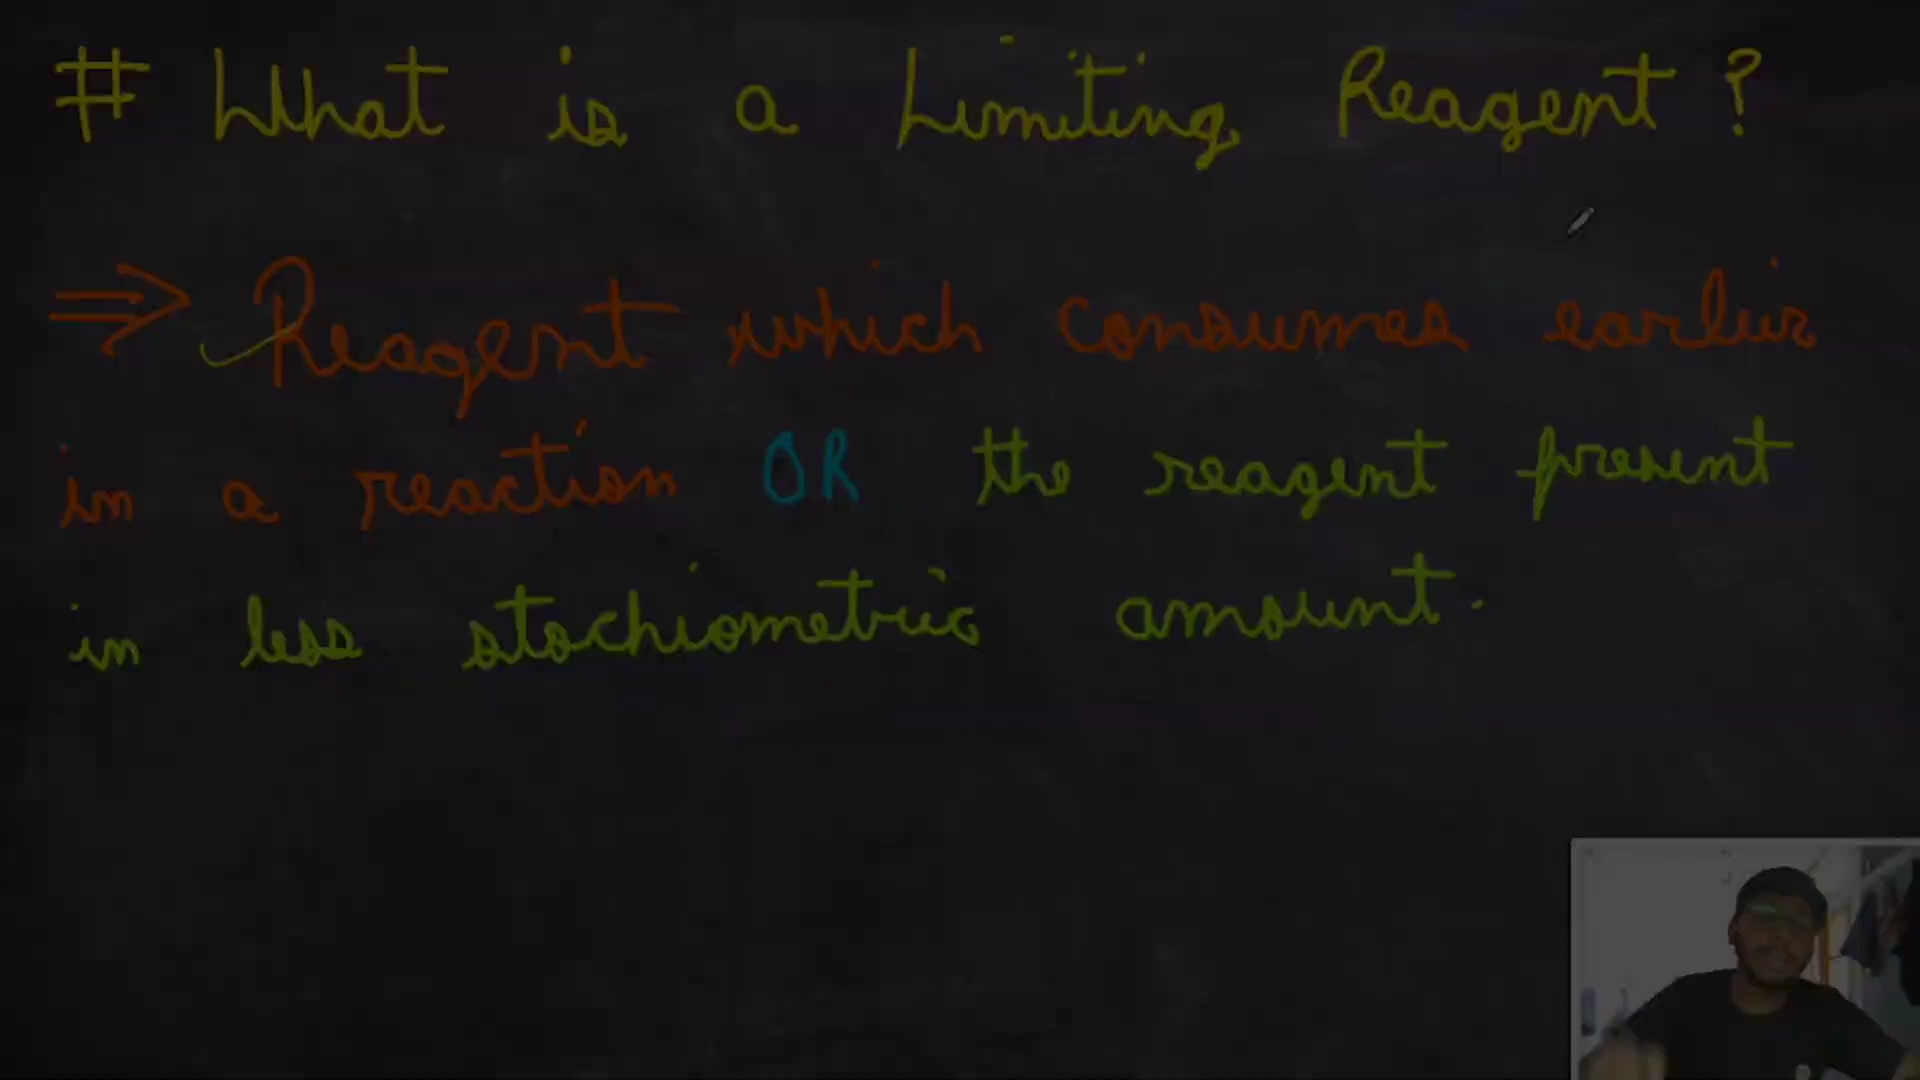 # What is a Limiting Reagent ?
⇒ Reagent which consumes earlier
in a reaction OR the reagent present
in less stochiometric amount.